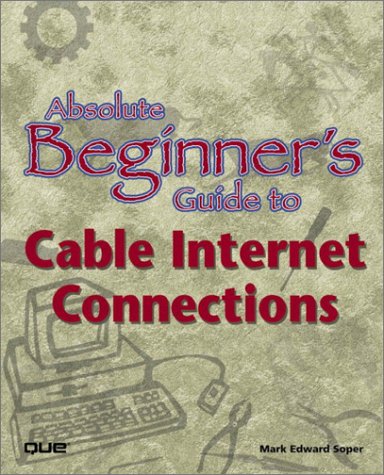 Absolute
Beginner's
Guide to
Cable Internet
Connections
QUE®
Mark Edward Soper